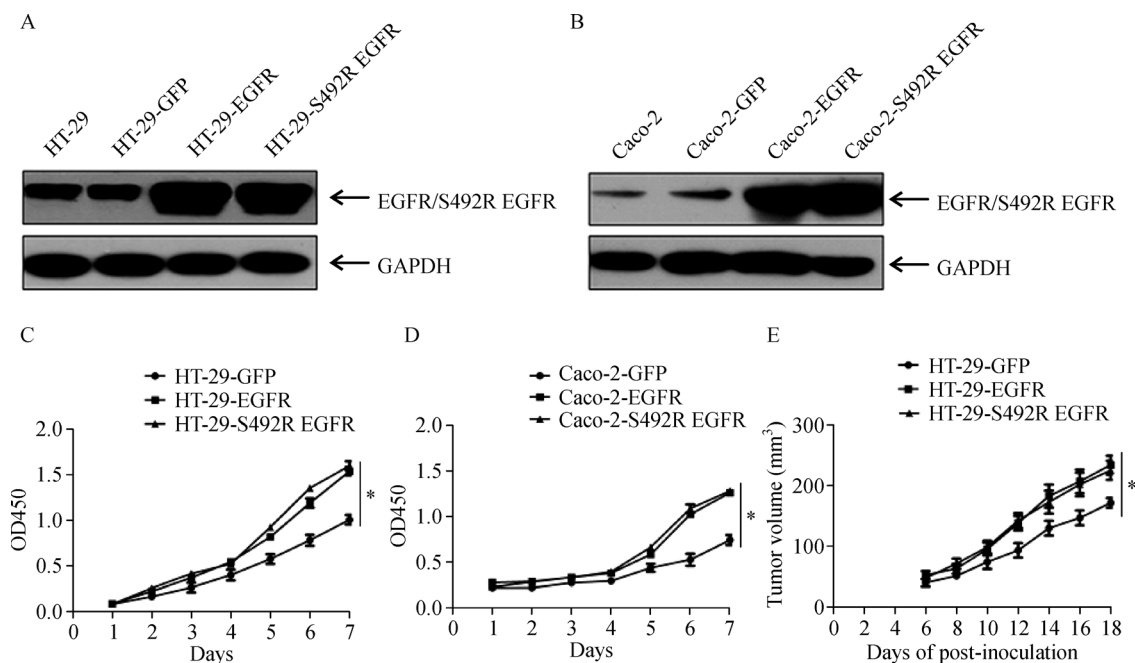 A
HT-29
HT-29-GFP
HT-29-EGFR
HT-29-S492R EGFR
EGFR/S492R EGFR
GAPDH
B
Caco-2
Caco-2-GFP
Caco-2-EGFR
Caco-2-S492R EGFR
EGFR/S492R EGFR
GAPDH
C
HT-29-GFP
HT-29-EGFR
HT-29-S492R EGFR
OD450
2.0
1.5
1.0
0.5
0.0
0 1 2 3 4 5 6 7
Days
*
D
Caco-2-GFP
Caco-2-EGFR
Caco-2-S492R EGFR
OD450
2.0
1.5
1.0
0.5
0.0
0 1 2 3 4 5 6 7
Days
*
E
HT-29-GFP
HT-29-EGFR
HT-29-S492R EGFR
Tumor volume (mm³)
300
200
100
0
0 2 4 6 8 10 12 14 16 18
Days of post-inoculation
*